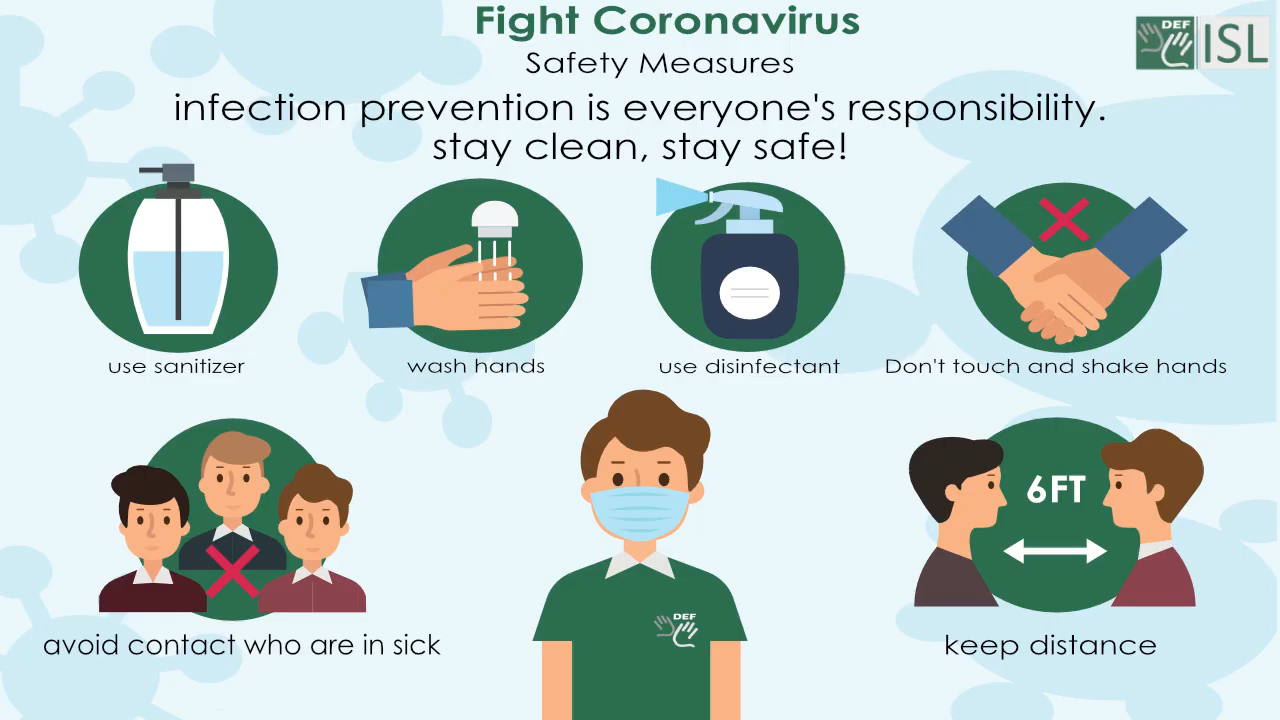 Fight Coronavirus
DEF
ISL
Safety Measures
infection prevention is everyone's responsibility.
stay clean, stay safe!
use sanitizer
wash hands
use disinfectant
Don't touch and shake hands
6FT
DEF
avoid contact who are in sick
keep distance